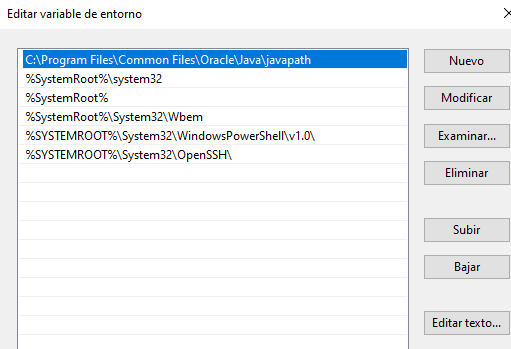 Editar variable de entorno
C:\Program Files\Common Files\Oracle\Java\javapath
%SystemRoot%\system32
%SystemRoot%
%SystemRoot%\System32\Wbem
%SYSTEMROOT%\System32\WindowsPowerShell\v1.0\
%SYSTEMROOT%\System32\OpenSSH\
Nuevo
Modificar
Examinar...
Eliminar
Subir
Bajar
Editar texto...